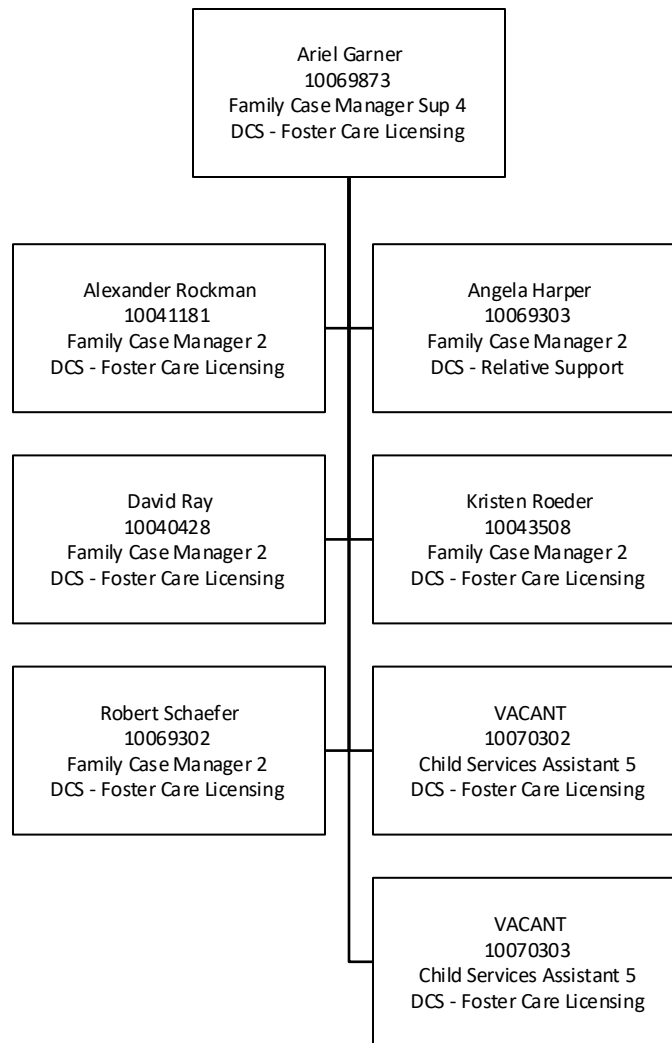 Ariel Garner
10069873
Family Case Manager Sup 4
DCS - Foster Care Licensing
Alexander Rockman
10041181
Family Case Manager 2
DCS - Foster Care Licensing
Angela Harper
10069303
Family Case Manager 2
DCS - Relative Support
David Ray
10040428
Family Case Manager 2
DCS - Foster Care Licensing
Kristen Roeder
10043508
Family Case Manager 2
DCS - Foster Care Licensing
Robert Schaefer
10069302
Family Case Manager 2
DCS - Foster Care Licensing
VACANT
10070302
Child Services Assistant 5
DCS - Foster Care Licensing
VACANT
10070303
Child Services Assistant 5
DCS - Foster Care Licensing